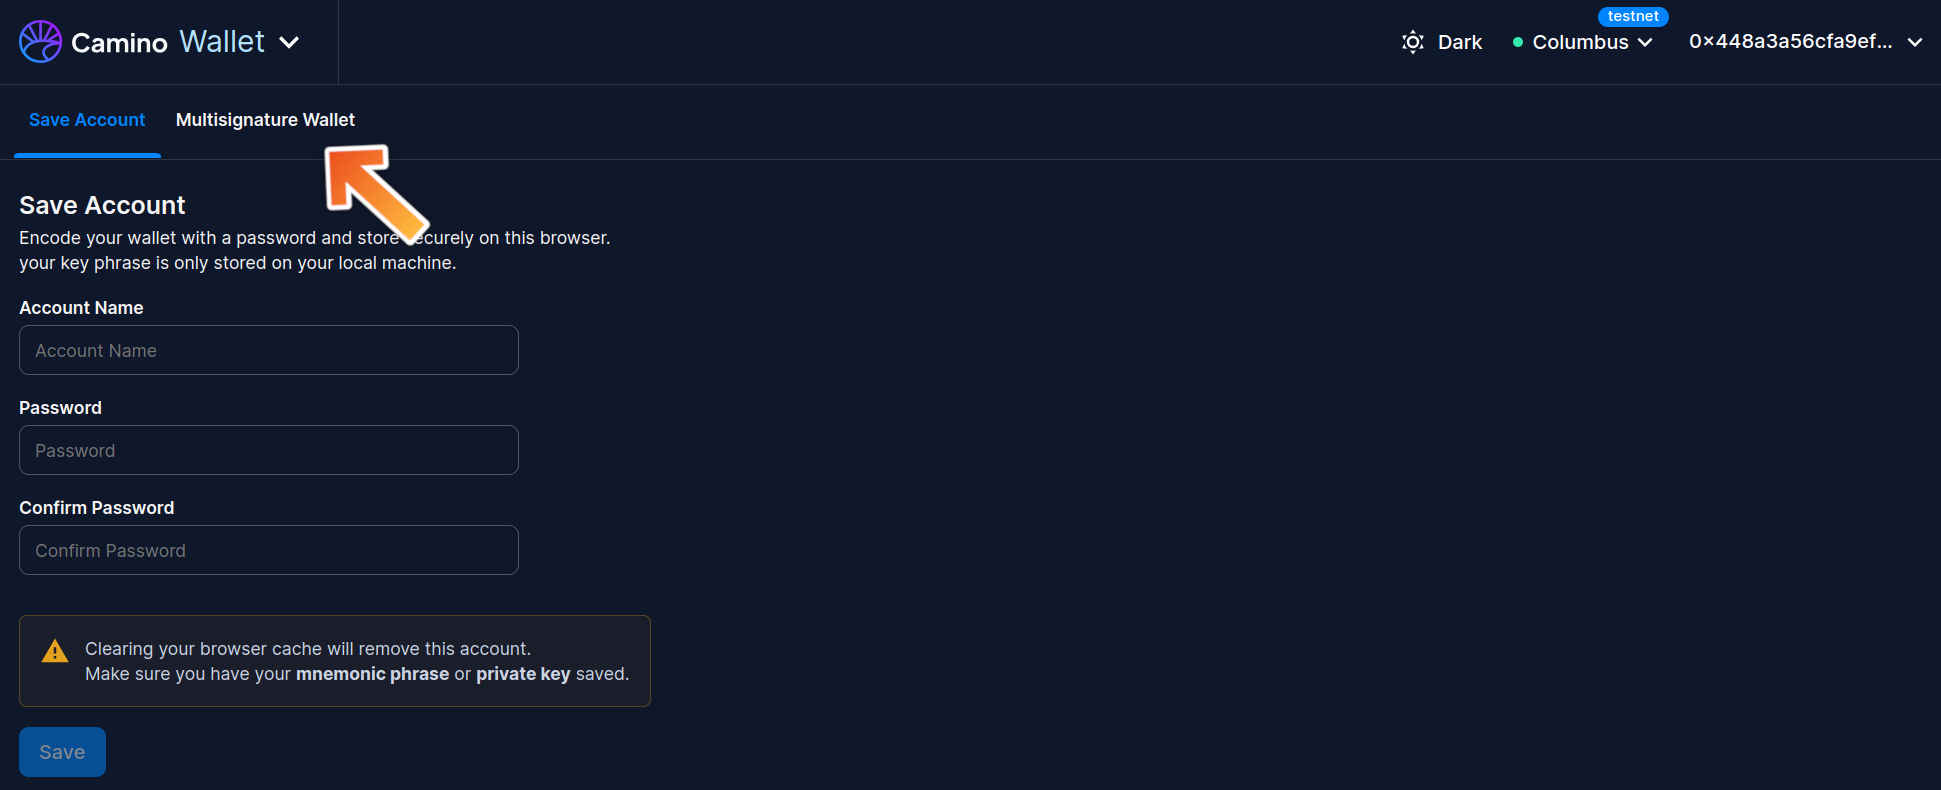 Camino Wallet
Dark
testnet
Columbus
0×448a3a56cfa9ef...
Save Account
Multisignature Wallet
Save Account
Encode your wallet with a password and store securely on this browser.
your key phrase is only stored on your local machine.
Account Name
Account Name
Password
Password
Confirm Password
Confirm Password
Clearing your browser cache will remove this account.
Make sure you have your mnemonic phrase or private key saved.
Save